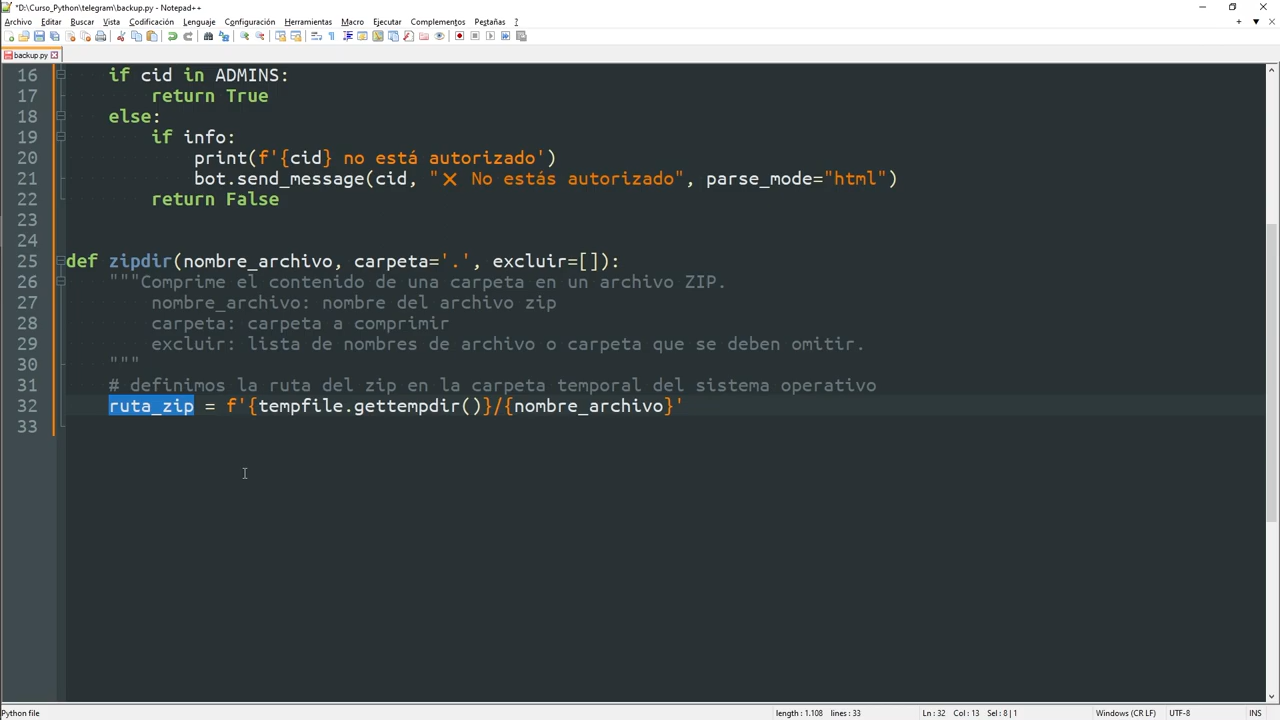 *D:\Curso_Python\telegram\backup.py - Notepad++
Archivo Editar Buscar Vista Codificación Lenguaje Configuración Herramientas Macro Ejecutar Complementos Pestañas ?
backup.py
16 if cid in ADMINS:
17 return True
18 else:
19 if info:
20 print(f'{cid} no está autorizado')
21 bot.send_message(cid, "❌ No estás autorizado", parse_mode="html")
22 return False
23
24
25 def zipdir(nombre_archivo, carpeta='.', excluir=[]):
26 """Comprime el contenido de una carpeta en un archivo ZIP.
27 nombre_archivo: nombre del archivo zip
28 carpeta: carpeta a comprimir
29 excluir: lista de nombres de archivo o carpeta que se deben omitir.
30 """
31 # definimos la ruta del zip en la carpeta temporal del sistema operativo
32 ruta_zip = f'{tempfile.gettempdir()}/{nombre_archivo}'
33
Python file length : 1.108 lines : 33 Ln : 32 Col : 13 Sel : 8 | 1 Windows (CR LF) UTF-8 INS